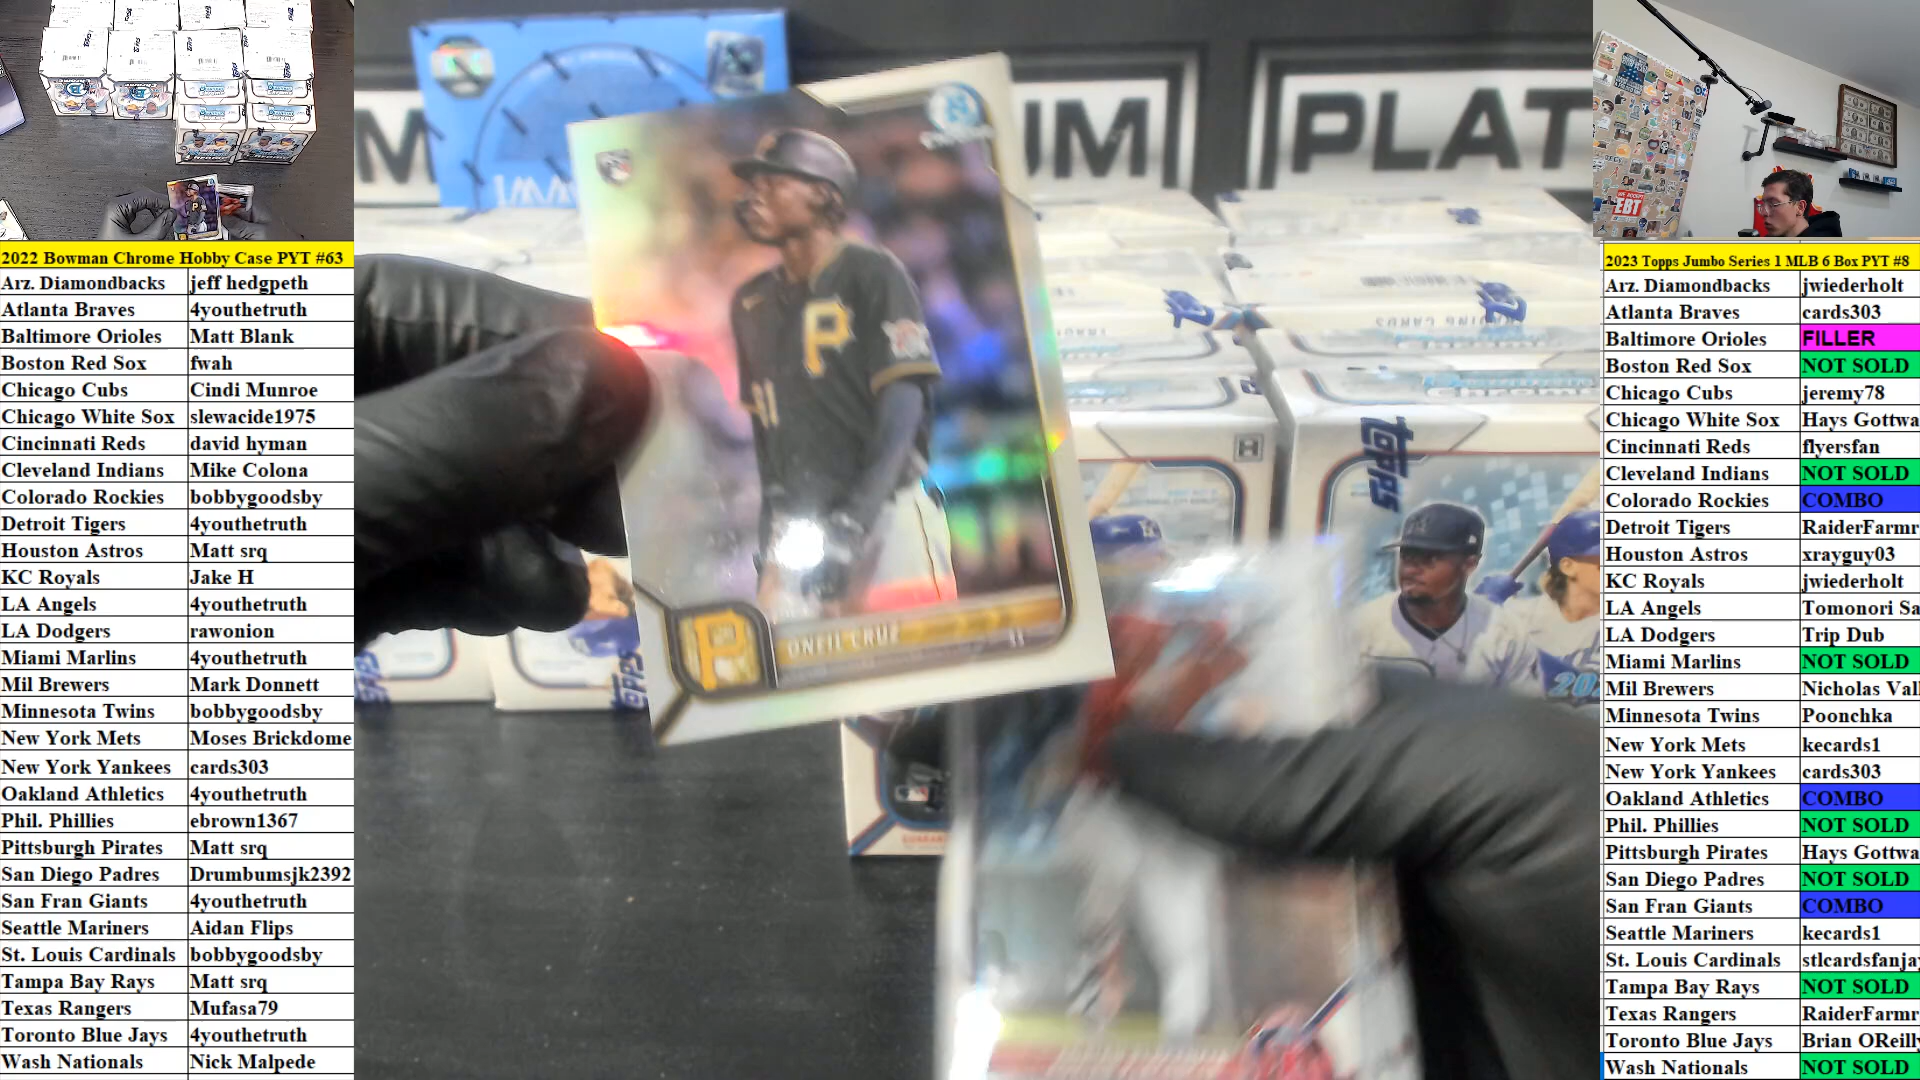 2022 Bowman Chrome Hobby Case PYT #63
Arz. Diamondbacks jeff hedgpeth
Atlanta Braves 4youthetruth
Baltimore Orioles Matt Blank
Boston Red Sox fwah
Chicago Cubs Cindi Munroe
Chicago White Sox slewacide1975
Cincinnati Reds david hyman
Cleveland Indians Mike Colona
Colorado Rockies bobbygoodsby
Detroit Tigers 4youthetruth
Houston Astros Matt srq
KC Royals Jake H
LA Angels 4youthetruth
LA Dodgers rawonion
Miami Marlins 4youthetruth
Mil Brewers Mark Donnett
Minnesota Twins bobbygoodsby
New York Mets Moses Brickdome
New York Yankees cards303
Oakland Athletics 4youthetruth
Phil. Phillies ebrown1367
Pittsburgh Pirates Matt srq
San Diego Padres Drumbumsjk2392
San Fran Giants 4youthetruth
Seattle Mariners Aidan Flips
St. Louis Cardinals bobbygoodsby
Tampa Bay Rays Matt srq
Texas Rangers Mufasa79
Toronto Blue Jays 4youthetruth
Wash Nationals Nick Malpede
PLAT
P
ONEIL CRUZ
P
TOPPS
EBT
2023 Topps Jumbo Series 1 MLB 6 Box PYT #8
Arz. Diamondbacks jwiederholt
Atlanta Braves cards303
Baltimore Orioles FILLER
Boston Red Sox NOT SOLD
Chicago Cubs jeremy78
Chicago White Sox Hays Gottwa
Cincinnati Reds flyersfan
Cleveland Indians NOT SOLD
Colorado Rockies COMBO
Detroit Tigers RaiderFarmr
Houston Astros xrayguy03
KC Royals jwiederholt
LA Angels Tomonori Sa
LA Dodgers Trip Dub
Miami Marlins NOT SOLD
Mil Brewers Nicholas Vall
Minnesota Twins Poonchka
New York Mets kecards1
New York Yankees cards303
Oakland Athletics COMBO
Phil. Phillies NOT SOLD
Pittsburgh Pirates Hays Gottwa
San Diego Padres NOT SOLD
San Fran Giants COMBO
Seattle Mariners kecards1
St. Louis Cardinals stlcardsfanjay
Tampa Bay Rays NOT SOLD
Texas Rangers RaiderFarmr
Toronto Blue Jays Brian OReilly
Wash Nationals NOT SOLD